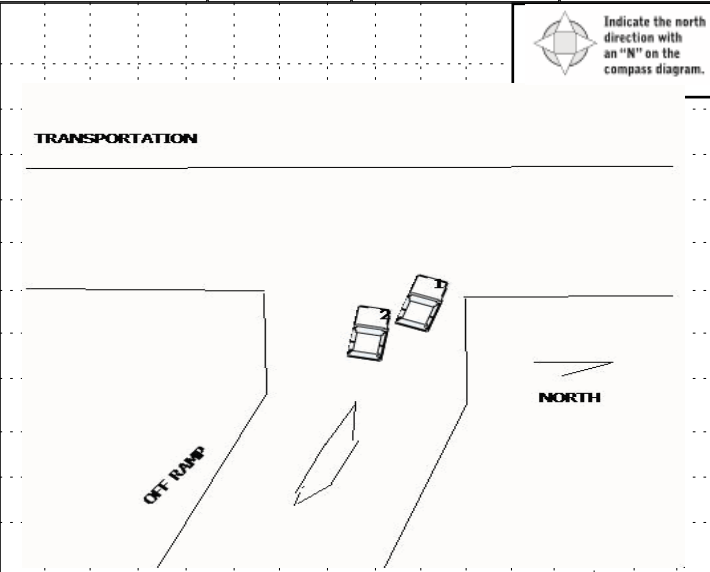 Indicate the north
direction with
an “N” on the
compass diagram.
TRANSPORTATION
1
2
NORTH
OFF RAMP